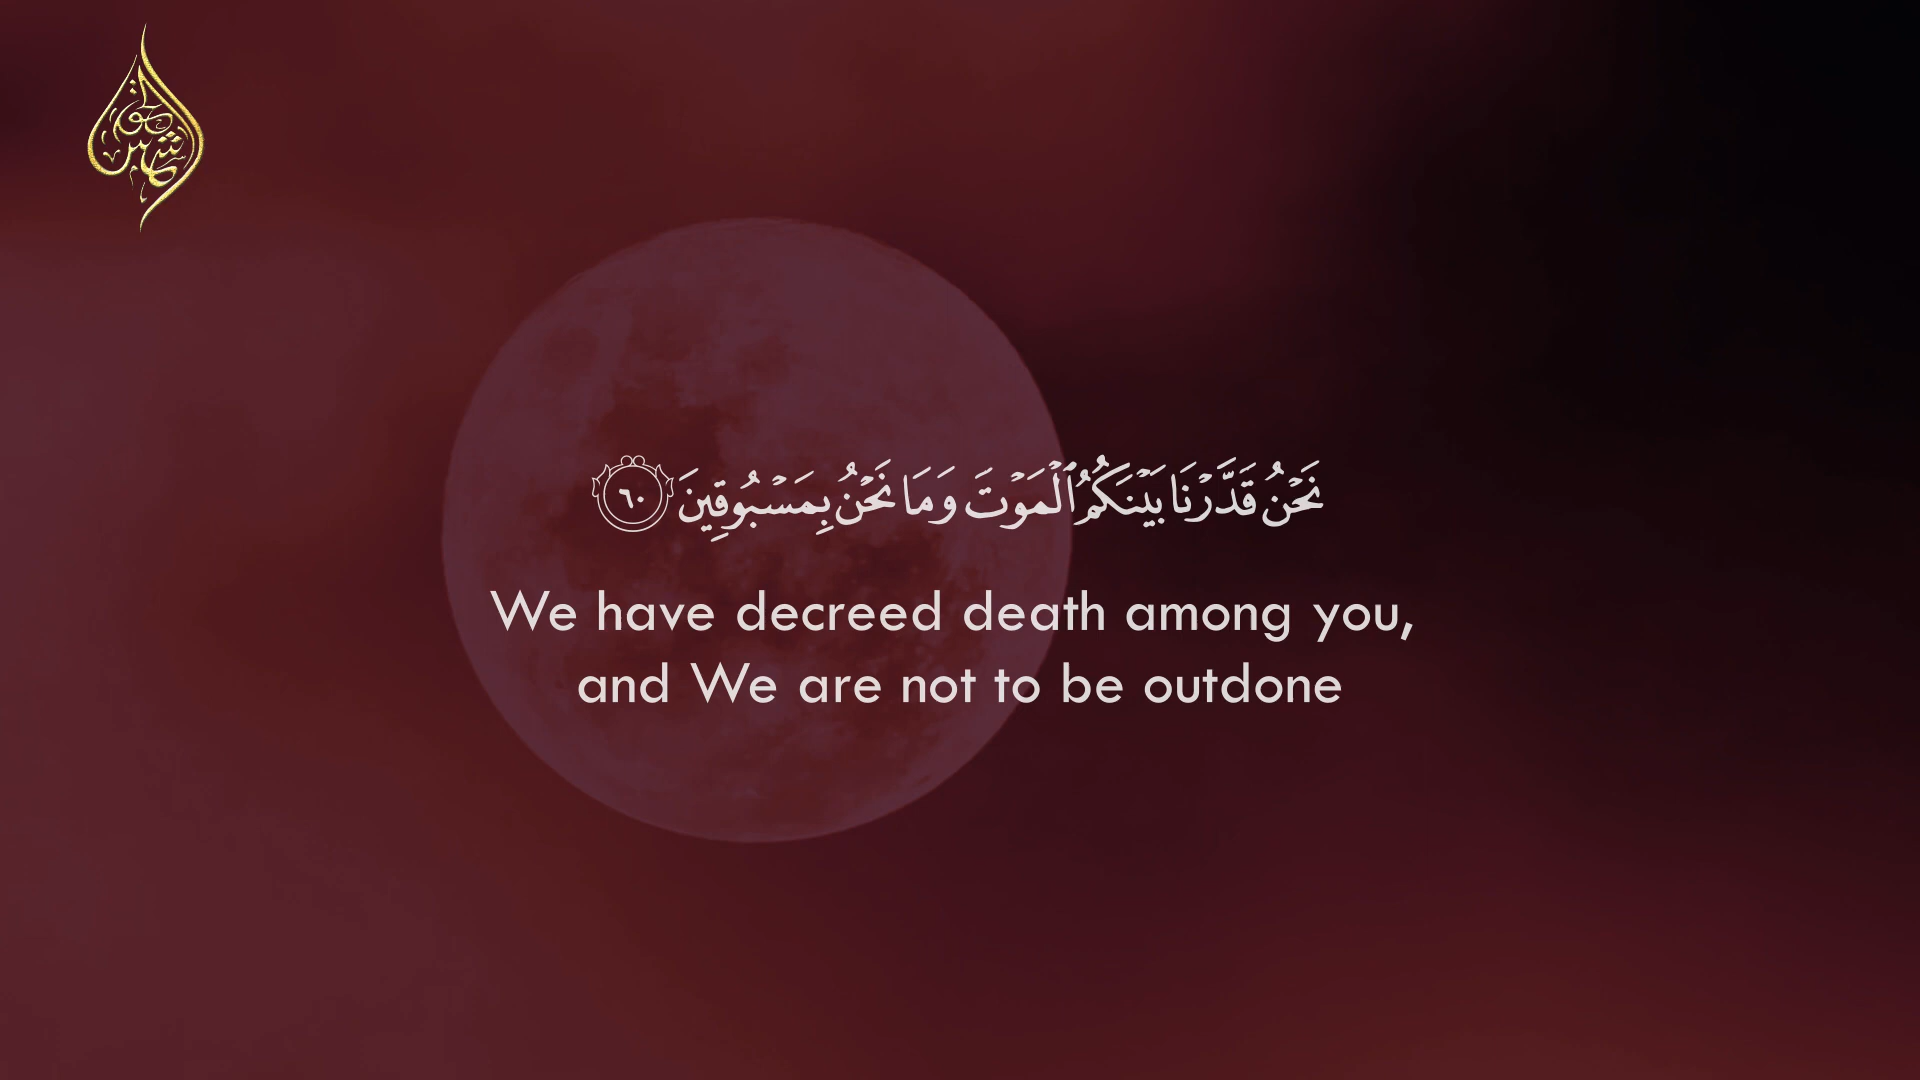 نَحْنُ قَدَّرْنَا بَيْنَكُمُ ٱلْمَوْتَ وَمَا نَحْنُ بِمَسْبُوقِينَ ٦٠
We have decreed death among you,
and We are not to be outdone